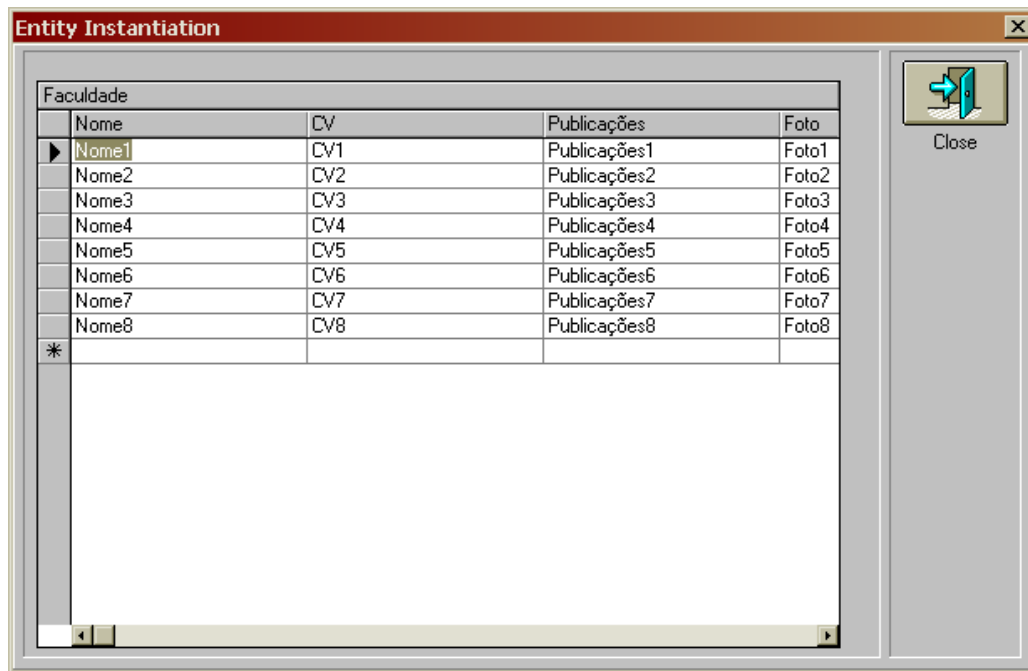 Entity Instantiation
Faculdade
Nome CV Publicações Foto
Nome1 CV1 Publicações1 Foto1
Nome2 CV2 Publicações2 Foto2
Nome3 CV3 Publicações3 Foto3
Nome4 CV4 Publicações4 Foto4
Nome5 CV5 Publicações5 Foto5
Nome6 CV6 Publicações6 Foto6
Nome7 CV7 Publicações7 Foto7
Nome8 CV8 Publicações8 Foto8
Close